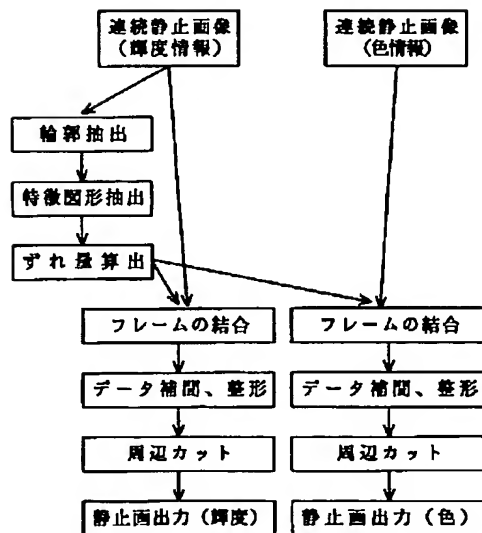 連続静止画像
(輝度情報)
連続静止画像
(色情報)
輪郭抽出
特徴図形抽出
ずれ量算出
フレームの結合
フレームの結合
データ補間、整形
データ補間、整形
周辺カット
周辺カット
静止画出力(輝度)
静止画出力(色)